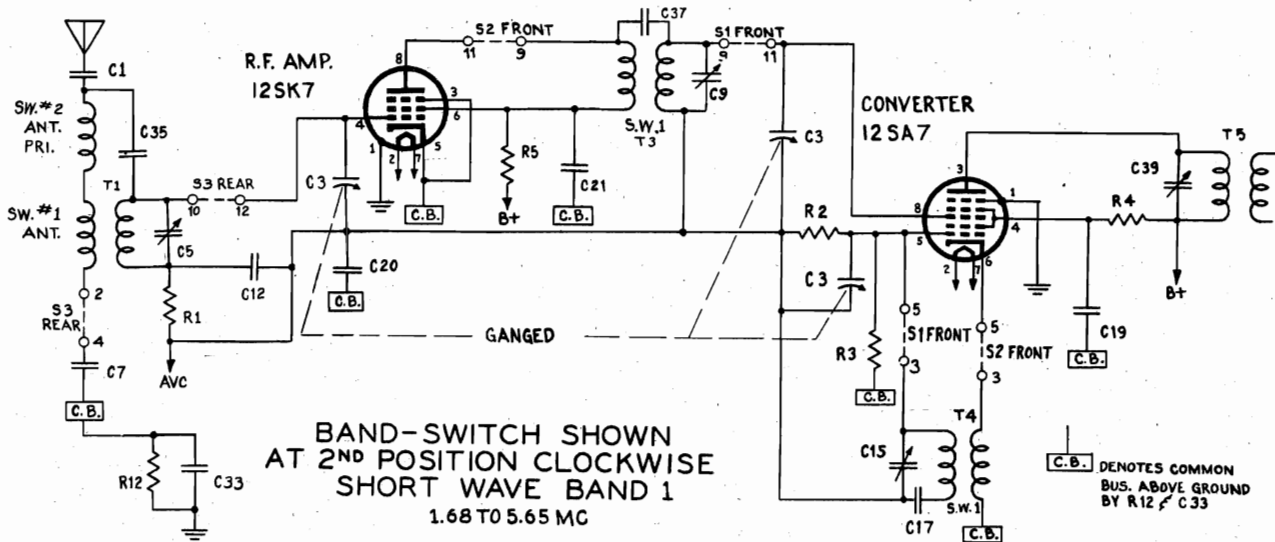 C1
SW.#2
ANT.
PRI.
C35
T1
SW.#1
ANT.
S3 REAR
10 12
C5
C12
R1
AVC
2
S3
REAR
4
C7
C.B.
R12
C33
R.F. AMP.
12SK7
8
4
3
6
1
2
7
5
C3
C20
C.B.
C.B.
S2 FRONT
11 9
R5
B+
C21
C.B.
C37
S.W.1
T3
C9
S1 FRONT
9 11
C3
GANGED
R2
C3
R3
C.B.
CONVERTER
12SA7
3
8
5
1
4
2
7
6
5
S1 FRONT
3
5
S2 FRONT
3
C15
T4
C17
S.W.1
C.B.
C39
T5
R4
B+
C19
C.B.
BAND-SWITCH SHOWN
AT 2ND POSITION CLOCKWISE
SHORT WAVE BAND 1
1.68 TO 5.65 MC
C.B. DENOTES COMMON
BUS. ABOVE GROUND
BY R12 & C33